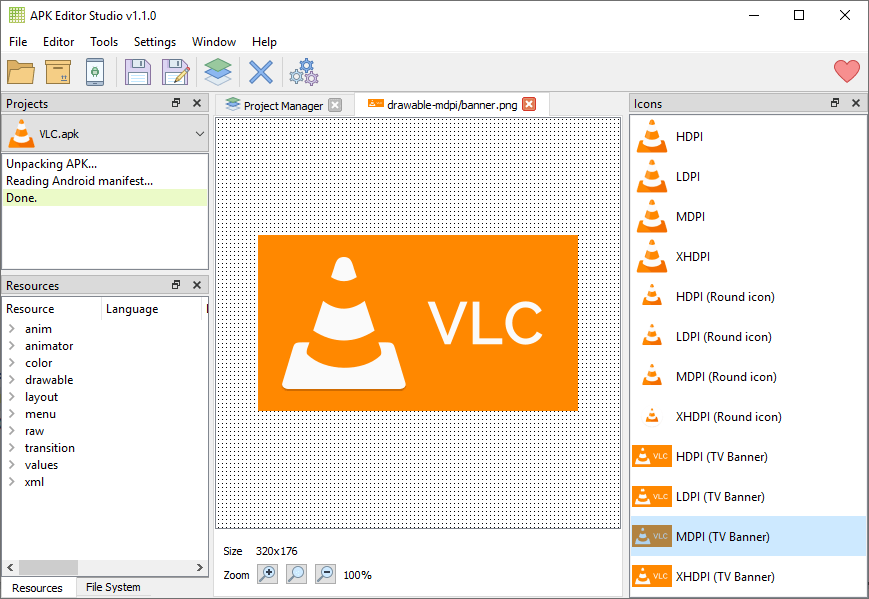 APK Editor Studio v1.1.0
File Editor Tools Settings Window Help
Projects
VLC.apk
Unpacking APK...
Reading Android manifest...
Done.
Resources
Resource Language
anim
animator
color
drawable
layout
menu
raw
transition
values
xml
Resources File System
Project Manager drawable-mdpi/banner.png
VLC
Size 320x176
Zoom 100%
Icons
HDPI
LDPI
MDPI
XHDPI
HDPI (Round icon)
LDPI (Round icon)
MDPI (Round icon)
XHDPI (Round icon)
VLC HDPI (TV Banner)
VLC LDPI (TV Banner)
VLC MDPI (TV Banner)
VLC XHDPI (TV Banner)